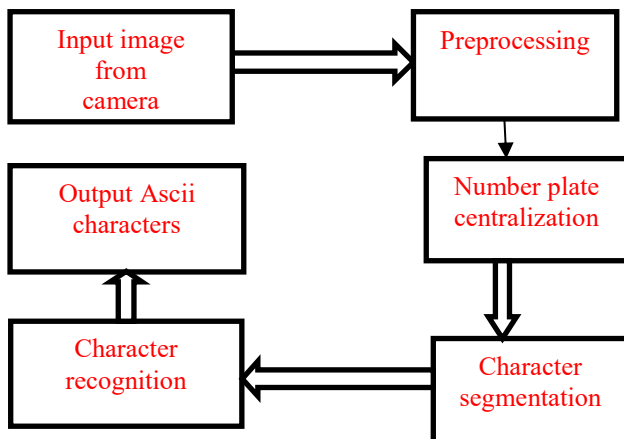 Input image
from
camera
Preprocessing
Number plate
centralization
Character
segmentation
Character
recognition
Output Ascii
characters